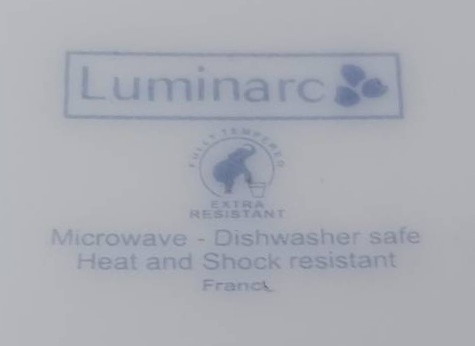 Luminarc
FULLY TEMPERED
EXTRA
RESISTANT
Microwave - Dishwasher safe
Heat and Shock resistant
France